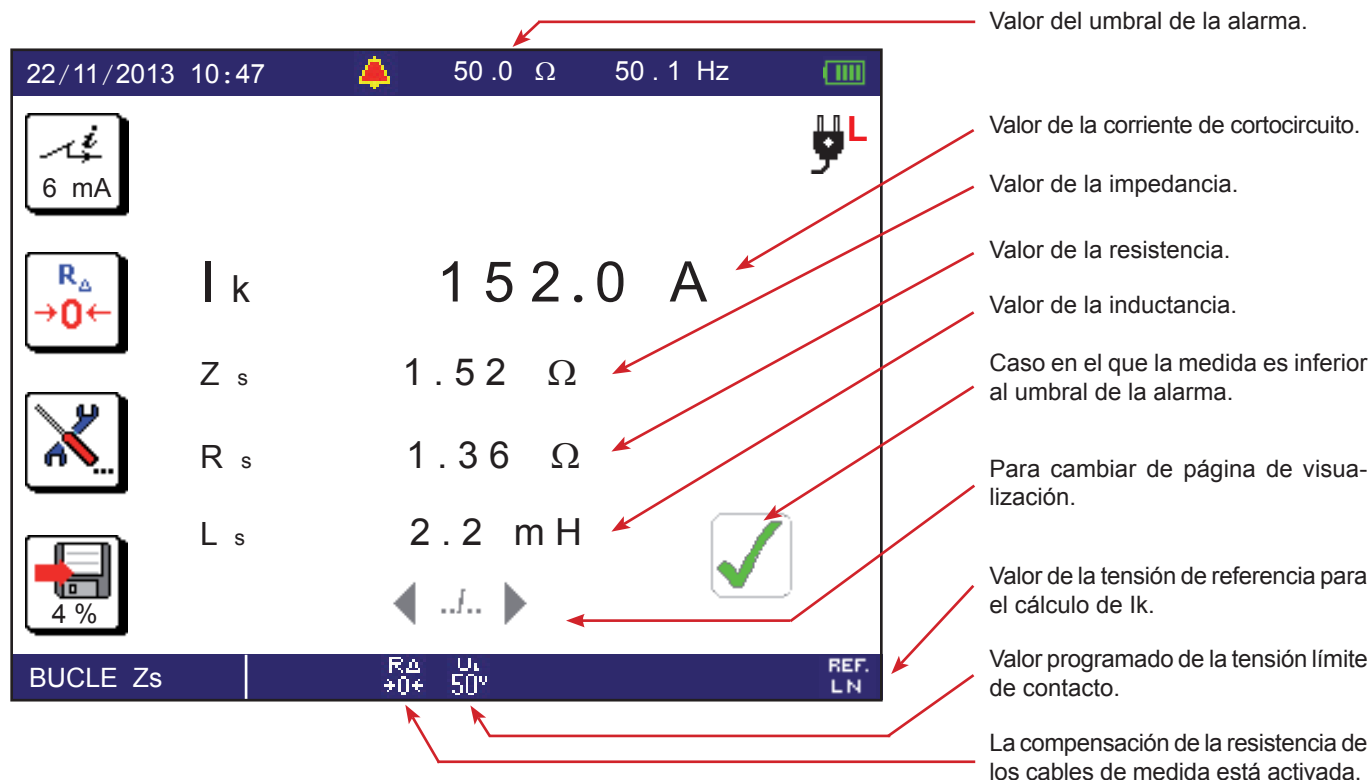 Valor del umbral de la alarma.
22/11/2013 10:47 50.0 Ω 50.1 Hz
L
Valor de la corriente de cortocircuito.
i
6 mA
Valor de la impedancia.
Valor de la resistencia.
RΔ
→0←
Ik 152.0 A
Valor de la inductancia.
Zs 1.52 Ω
Caso en el que la medida es inferior
al umbral de la alarma.
...
Rs 1.36 Ω
Para cambiar de página de visua-
lización.
Ls 2.2 mH
4 %
../..
Valor de la tensión de referencia para
el cálculo de Ik.
BUCLE Zs
RΔ
→0←
UL
50V
REF.
LN
Valor programado de la tensión límite
de contacto.
La compensación de la resistencia de
los cables de medida está activada.